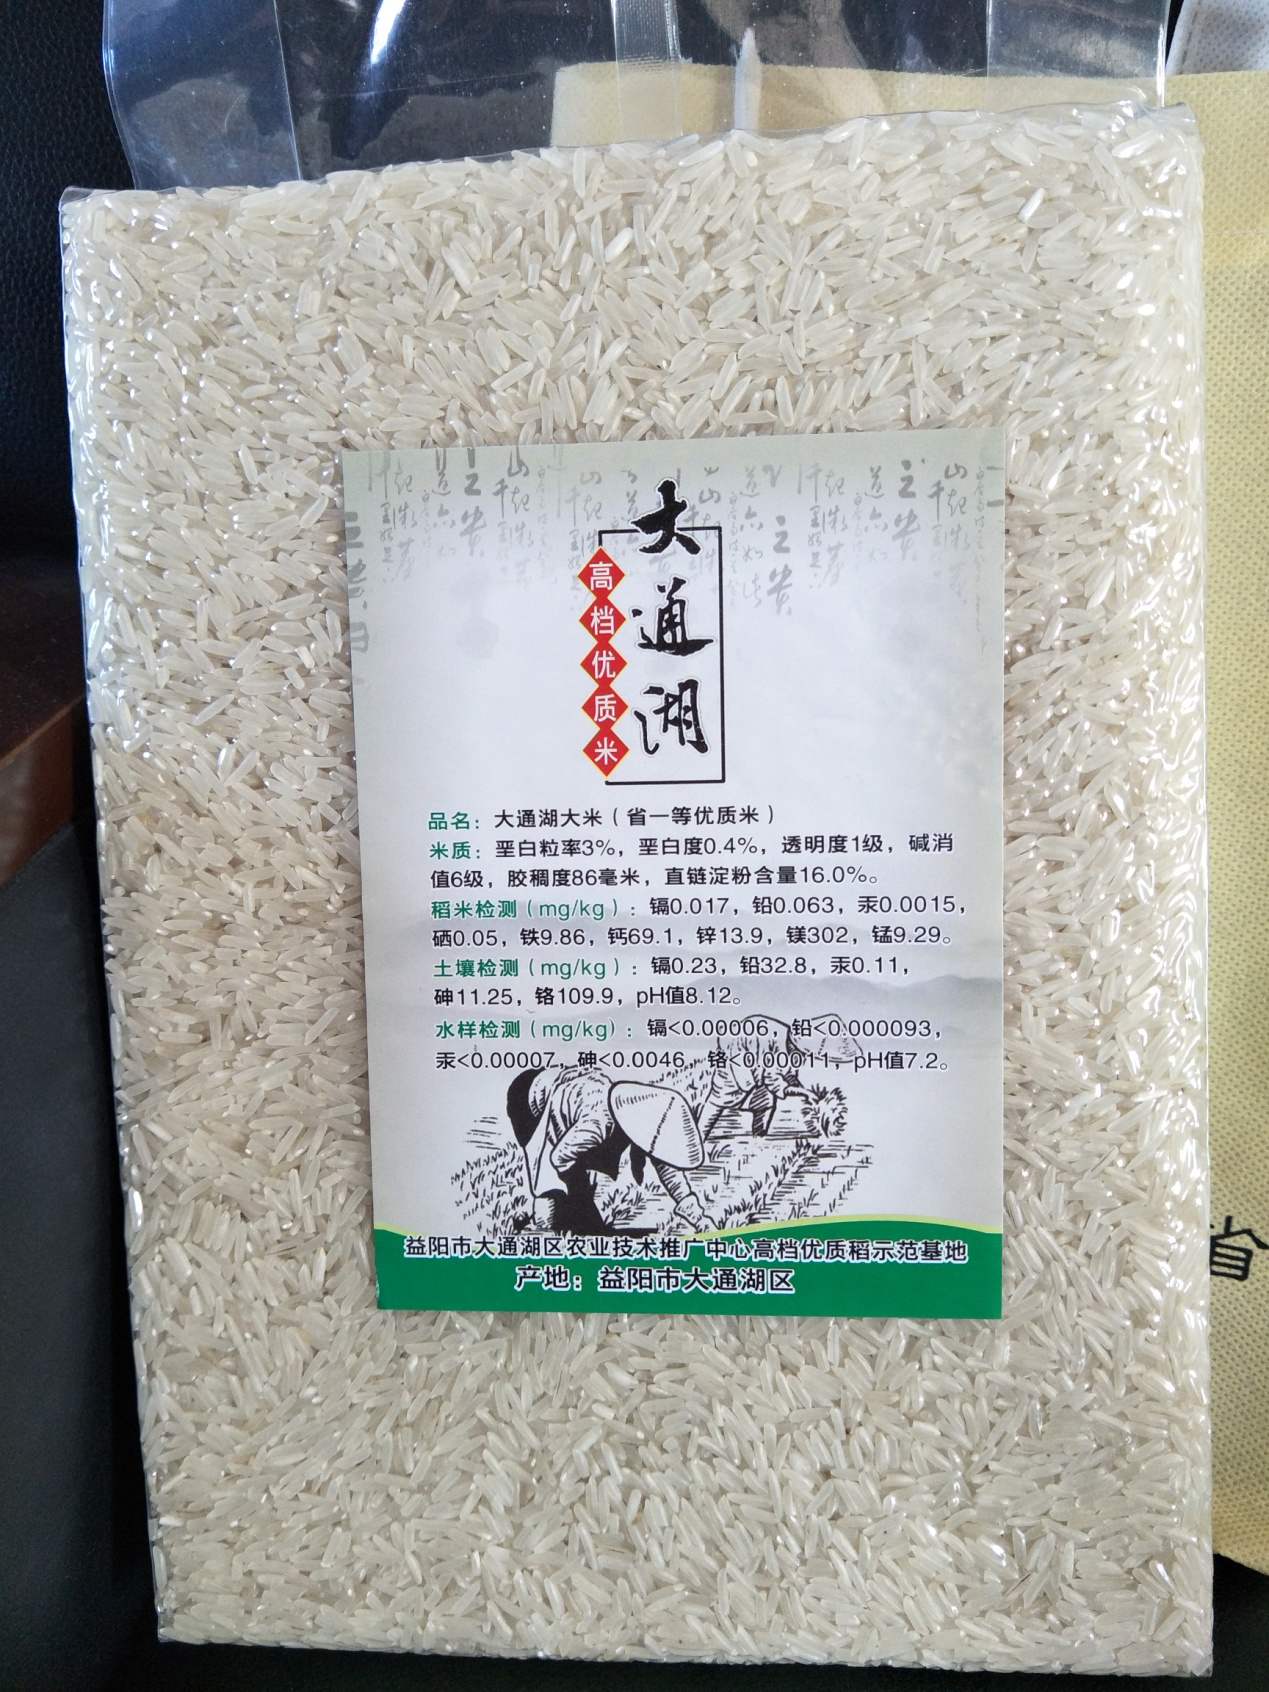 大通湖
高档优质米
品名：大通湖大米（省一等优质米）
米质：垩白粒率3%，垩白度0.4%，透明度1级，碱消
值6级，胶稠度86毫米，直链淀粉含量16.0%。
稻米检测（mg/kg）：镉0.017，铅0.063，汞0.0015，
硒0.05，铁9.86，钙69.1，锌13.9，镁302，锰9.29。
土壤检测（mg/kg）：镉0.23，铅32.8，汞0.11，
砷11.25，铬109.9，pH值8.12。
水样检测（mg/kg）：镉<0.00006，铅<0.000093，
汞<0.00007，砷<0.0046，铬<0.00011，pH值7.2。
益阳市大通湖区农业技术推广中心高档优质稻示范基地
产地：益阳市大通湖区
省